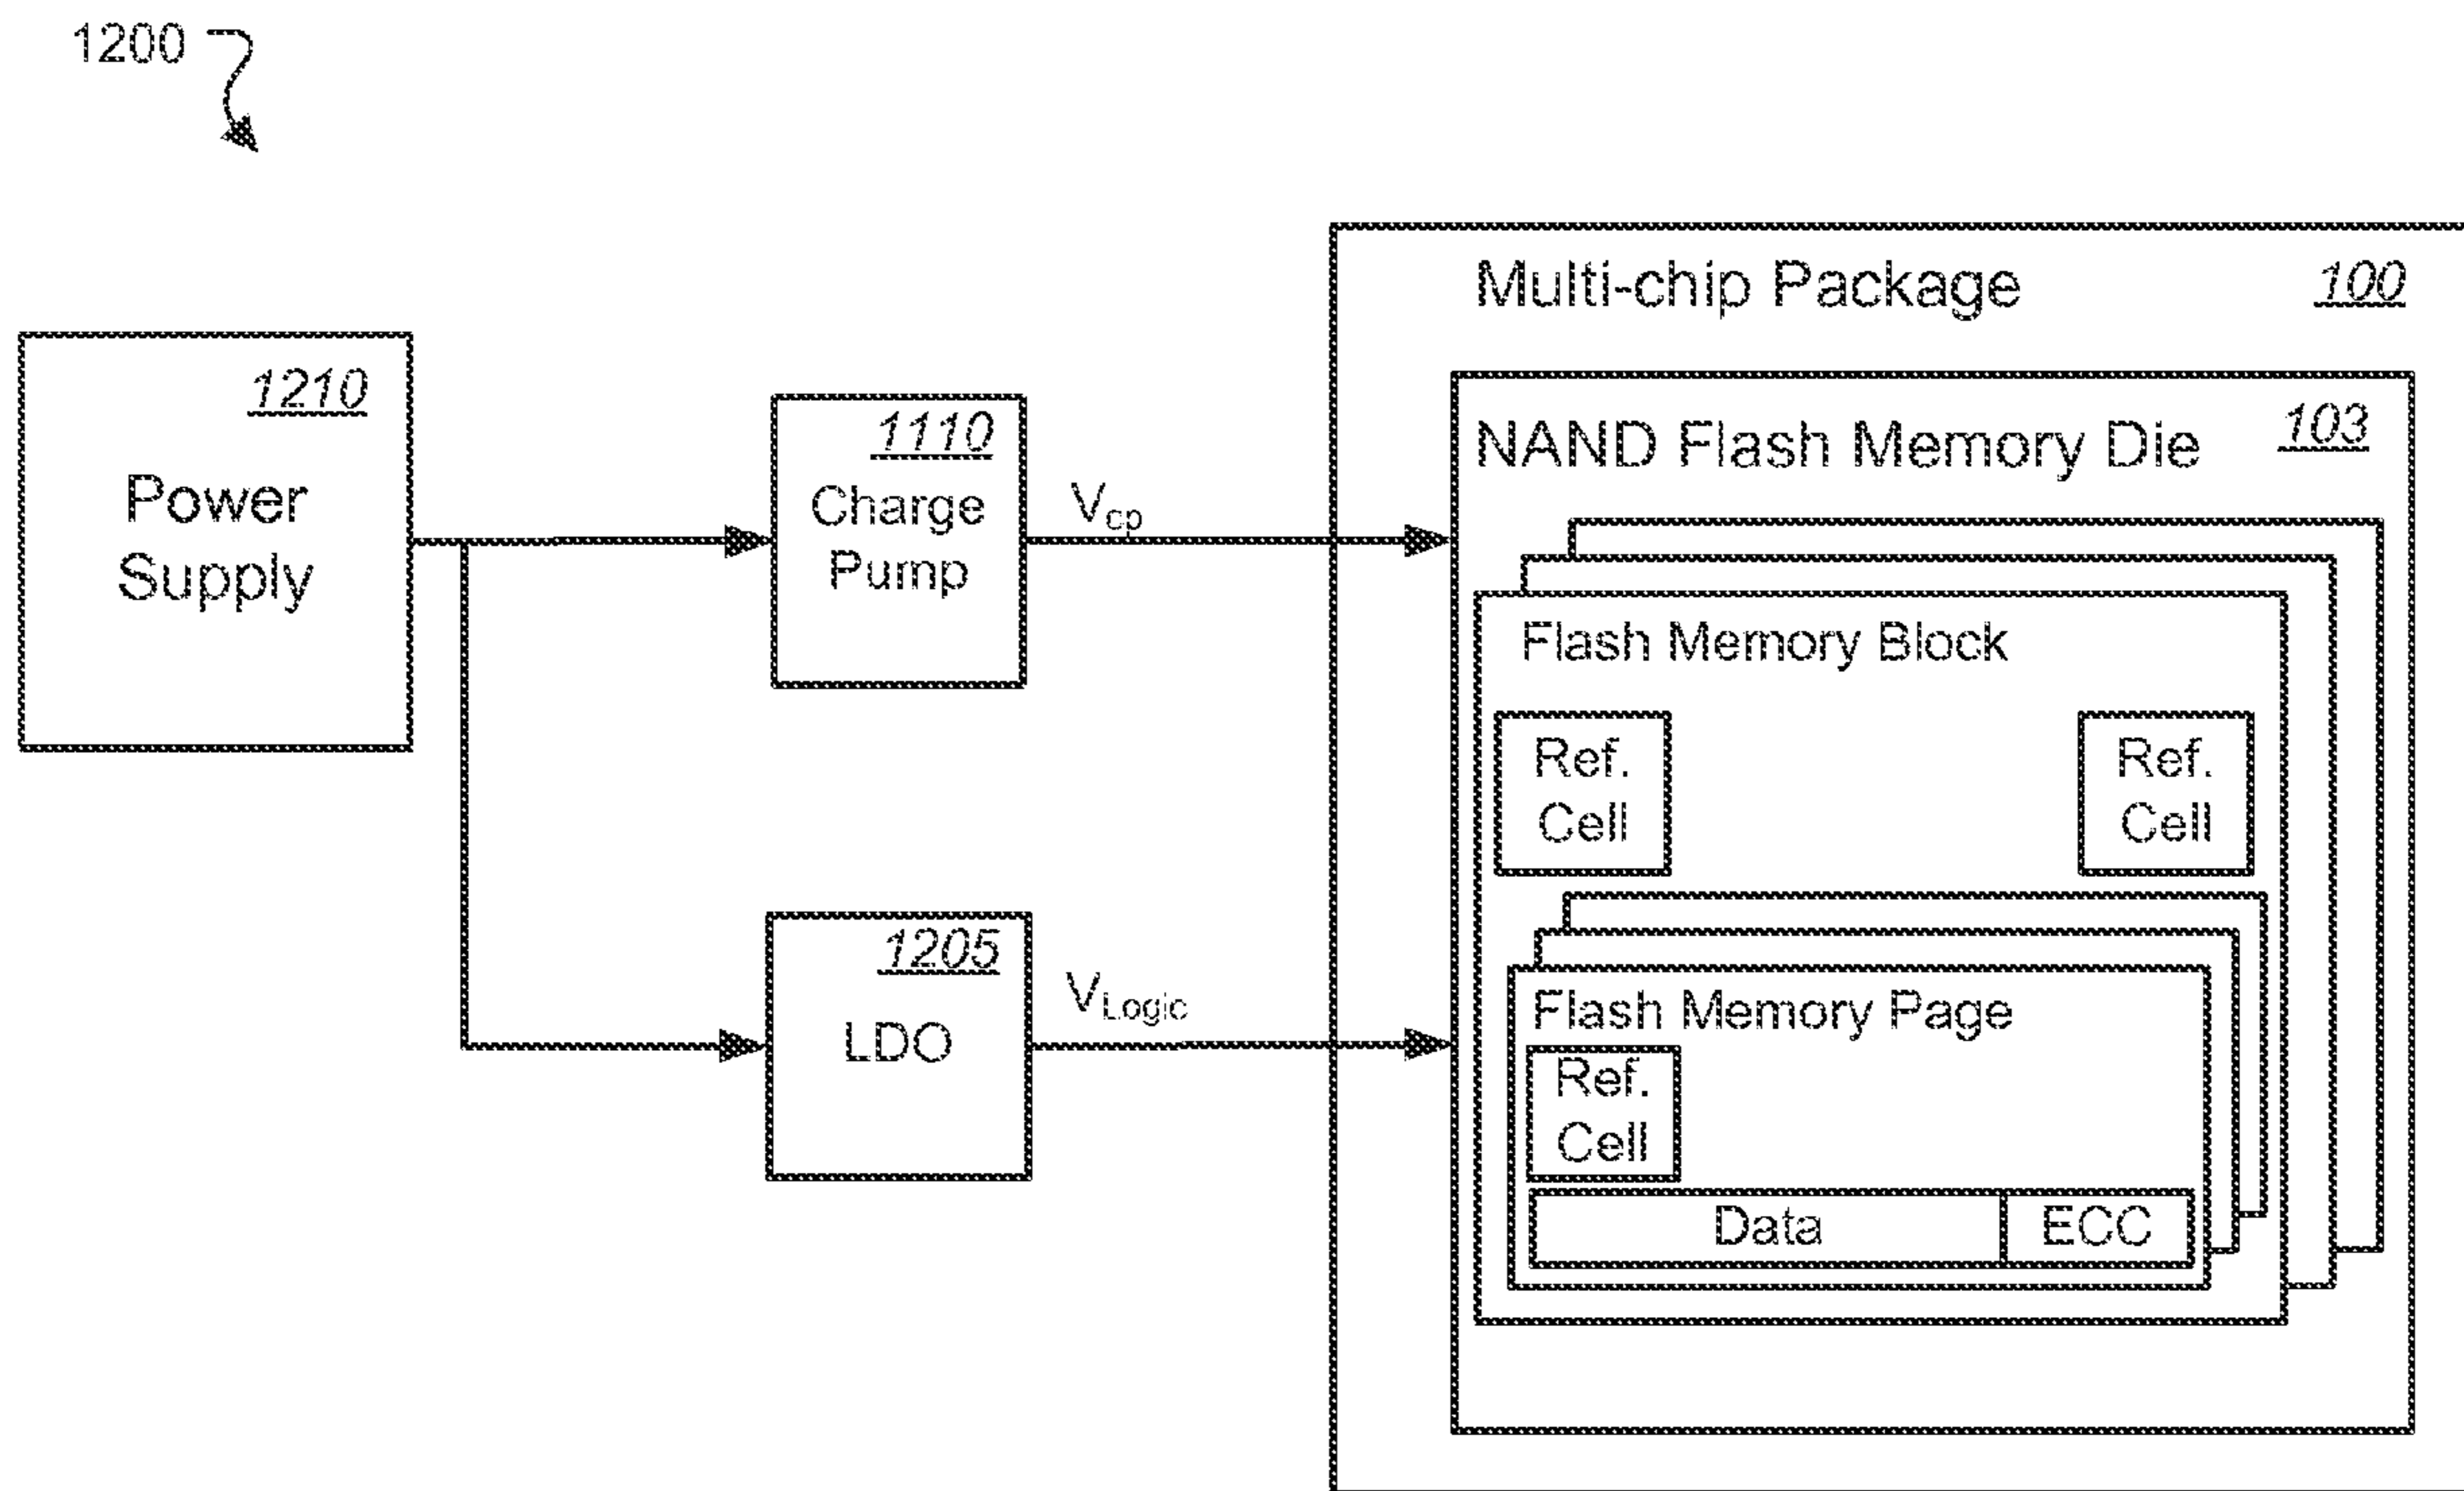 1200
Multi-chip Package 100
1210
Power
Supply
1110
Charge
Pump
Vcp
NAND Flash Memory Die 103
Flash Memory Block
Ref.
Cell
Ref.
Cell
1205
LDO
VLogic
Flash Memory Page
Ref.
Cell
Data ECC